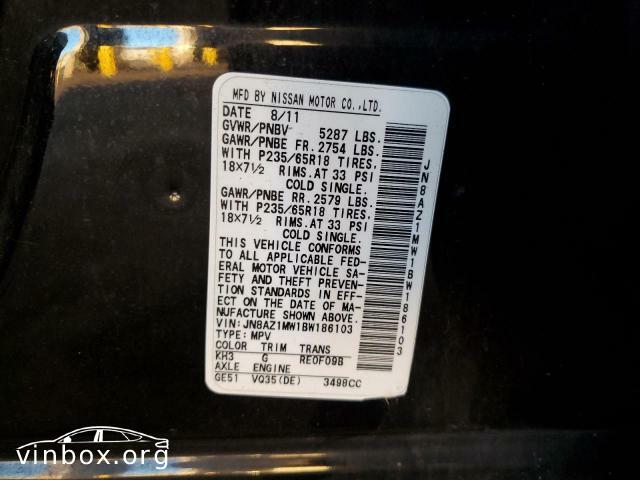 MFD BY NISSAN MOTOR CO.,LTD.
DATE 8/11
GVWR/PNBV 5287 LBS.
GAWR/PNBE FR. 2754 LBS.
WITH P235/65R18 TIRES,
18×7½ RIMS.AT 33 PSI
COLD SINGLE.
GAWR/PNBE RR. 2579 LBS.
WITH P235/65R18 TIRES,
18×7½ RIMS.AT 33 PSI
COLD SINGLE.
THIS VEHICLE CONFORMS
TO ALL APPLICABLE FED-
ERAL MOTOR VEHICLE SA-
FETY AND THEFT PREVEN-
TION STANDARDS IN EFF-
ECT ON THE DATE OF MA-
NUFACTURE SHOWN ABOVE.
VIN: JN8AZ1MW1BW186103
TYPE: MPV
COLOR TRIM TRANS
KH3 G RE0F09B
AXLE ENGINE
GE51 VQ35(DE) 3498CC
JN8AZ1MW1BW186103
vinbox.org